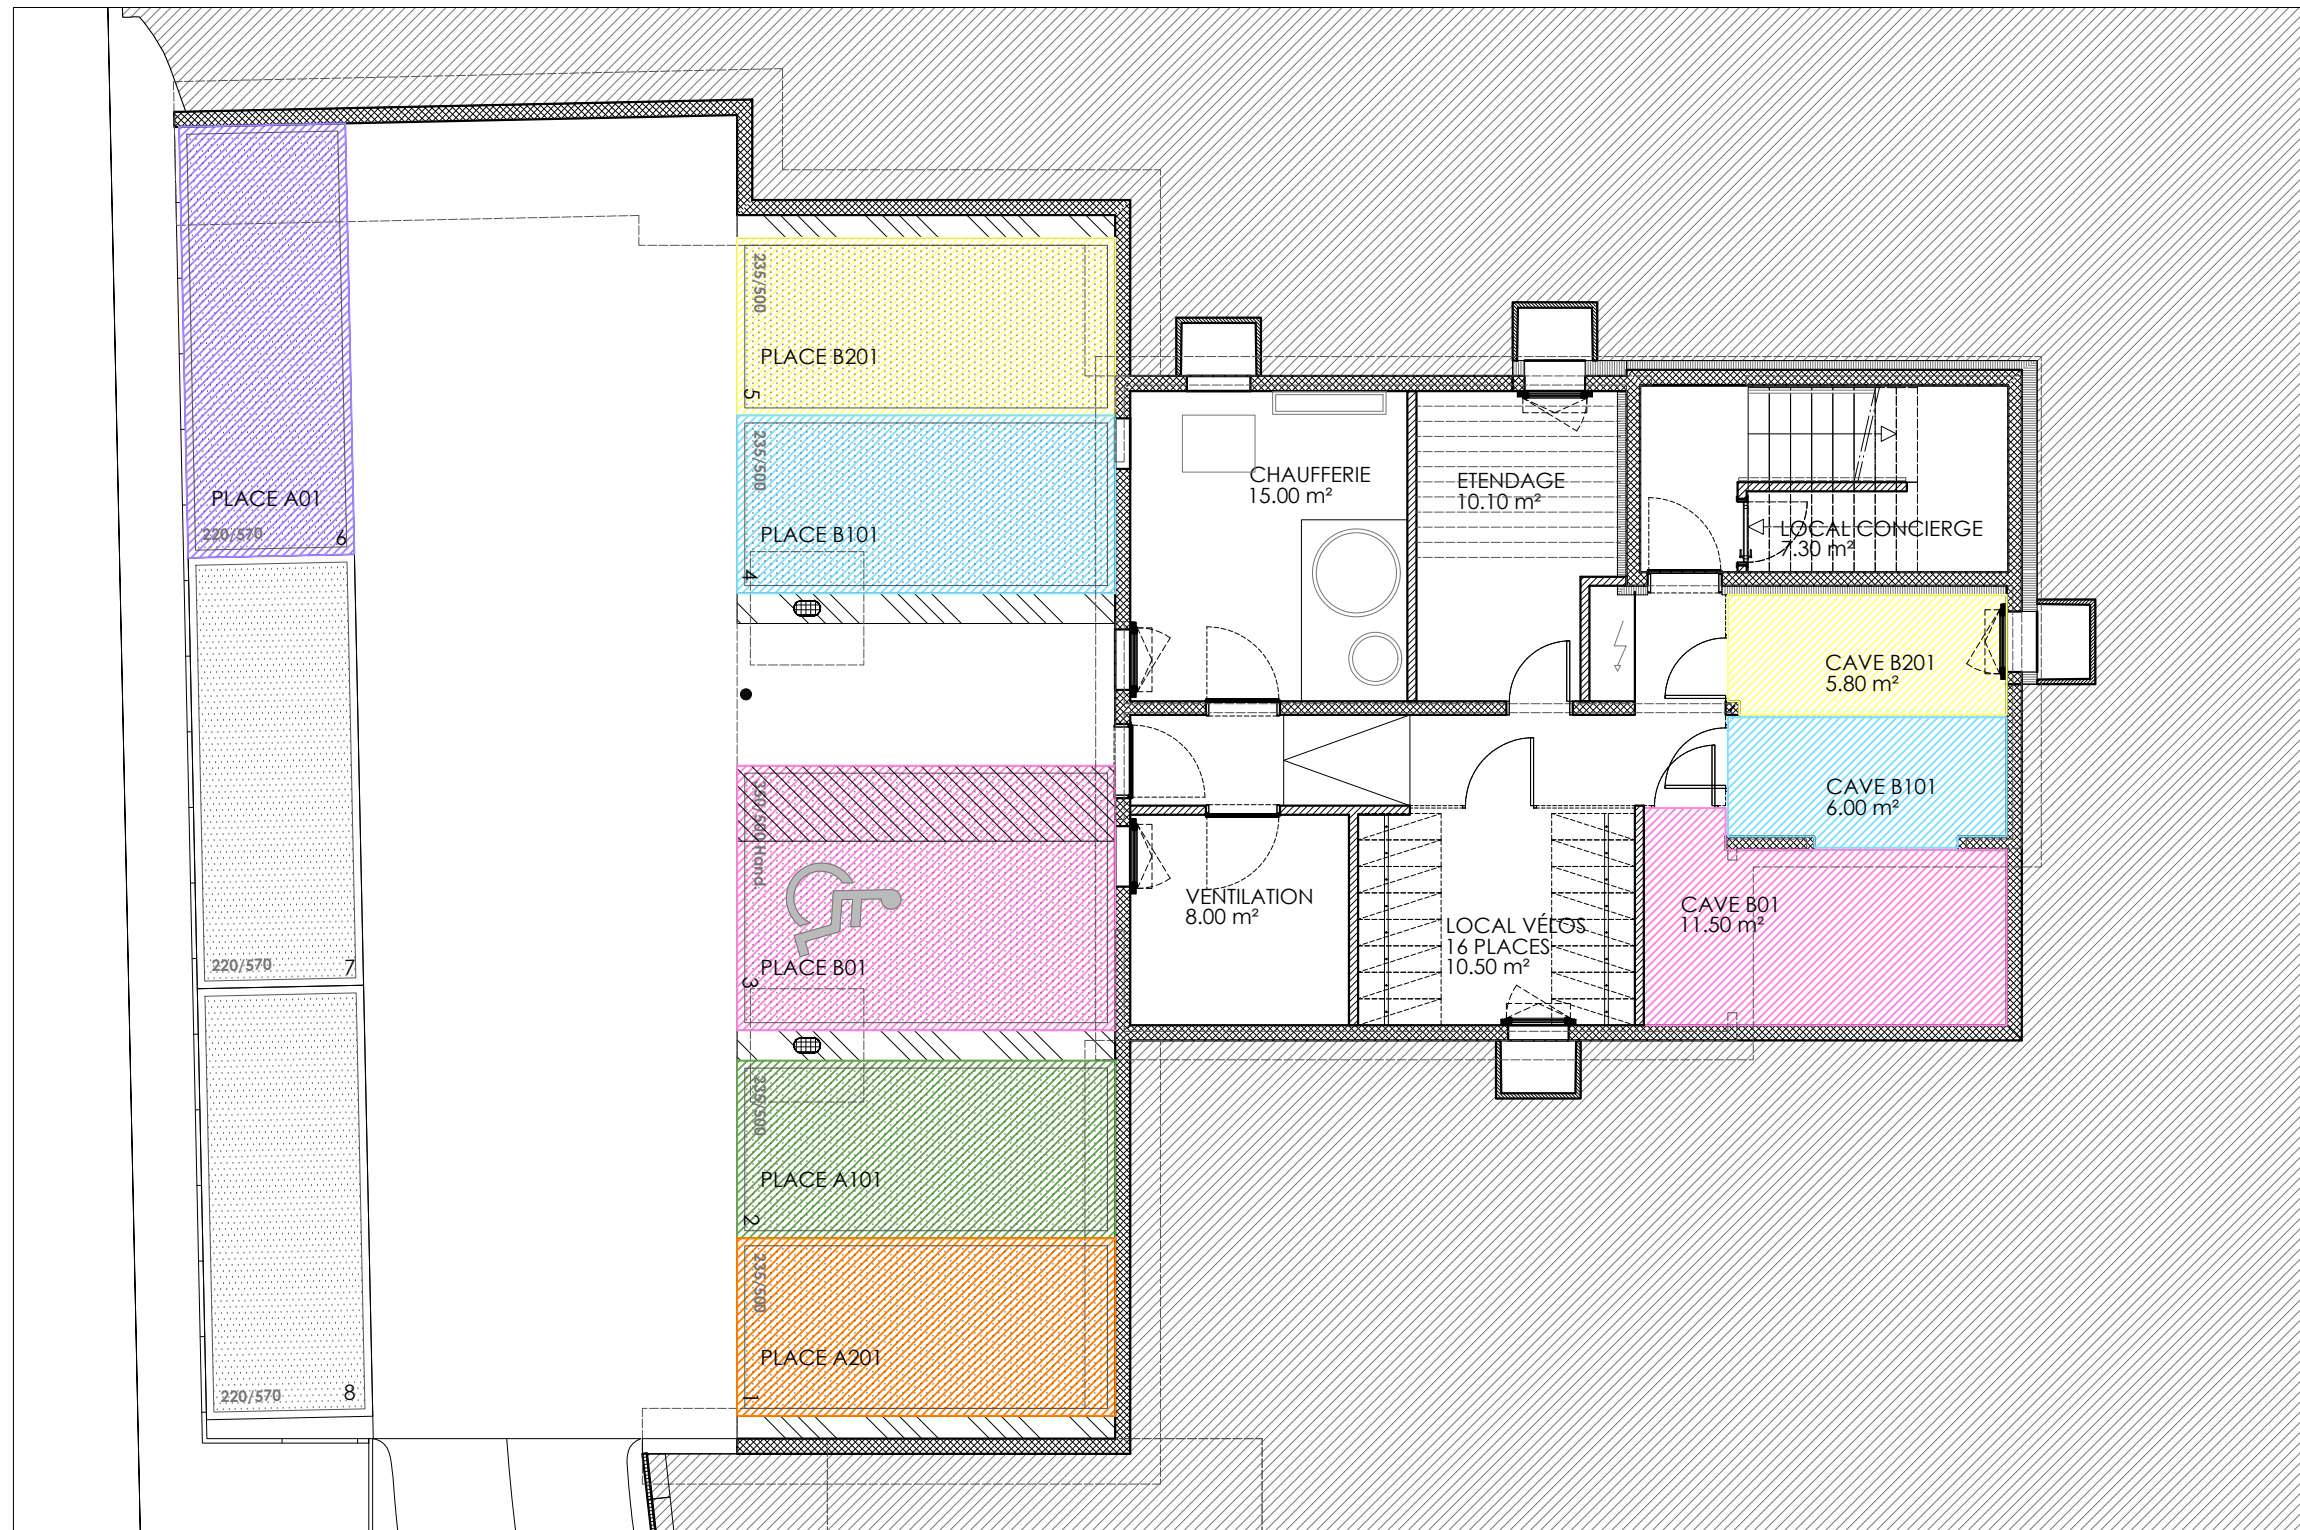 PLACE A01
220/570
6
220/570
7
220/570
8
235/500
PLACE B201
5
235/500
PLACE B101
4
350/500 Hand
PLACE B01
3
235/500
PLACE A101
2
235/500
PLACE A201
1
CHAUFFERIE
15.00 m²
ETENDAGE
10.10 m²
LOCAL CONCIERGE
7.30 m²
CAVE B201
5.80 m²
CAVE B101
6.00 m²
CAVE B01
11.50 m²
VENTILATION
8.00 m²
LOCAL VÉLOS
16 PLACES
10.50 m²